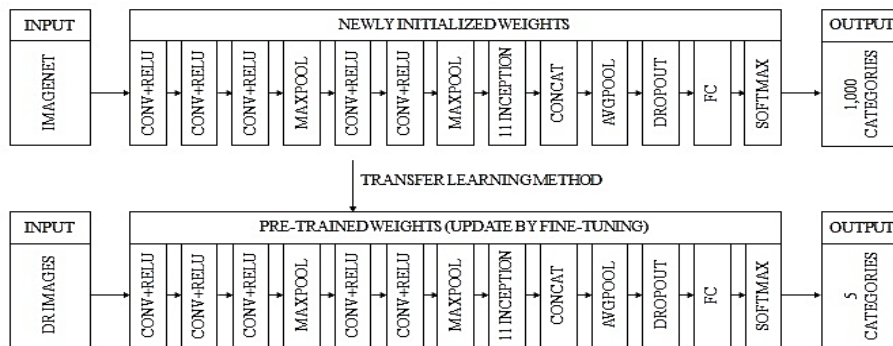 INPUT
NEWLY INITIALIZED WEIGHTS
OUTPUT
IMAGENET
CONV+RELU
CONV+RELU
CONV+RELU
MAXPOOL
CONV+RELU
CONV+RELU
MAXPOOL
11 INCEPTION
CONCAT
AVGPOOL
DROPOUT
FC
SOFTMAX
1,000
CATEGORIES
TRANSFER LEARNING METHOD
INPUT
PRE-TRAINED WEIGHTS (UPDATE BY FINE-TUNING)
OUTPUT
DR IMAGES
CONV+RELU
CONV+RELU
CONV+RELU
MAXPOOL
CONV+RELU
CONV+RELU
MAXPOOL
11 INCEPTION
CONCAT
AVGPOOL
DROPOUT
FC
SOFTMAX
5
CATEGORIES